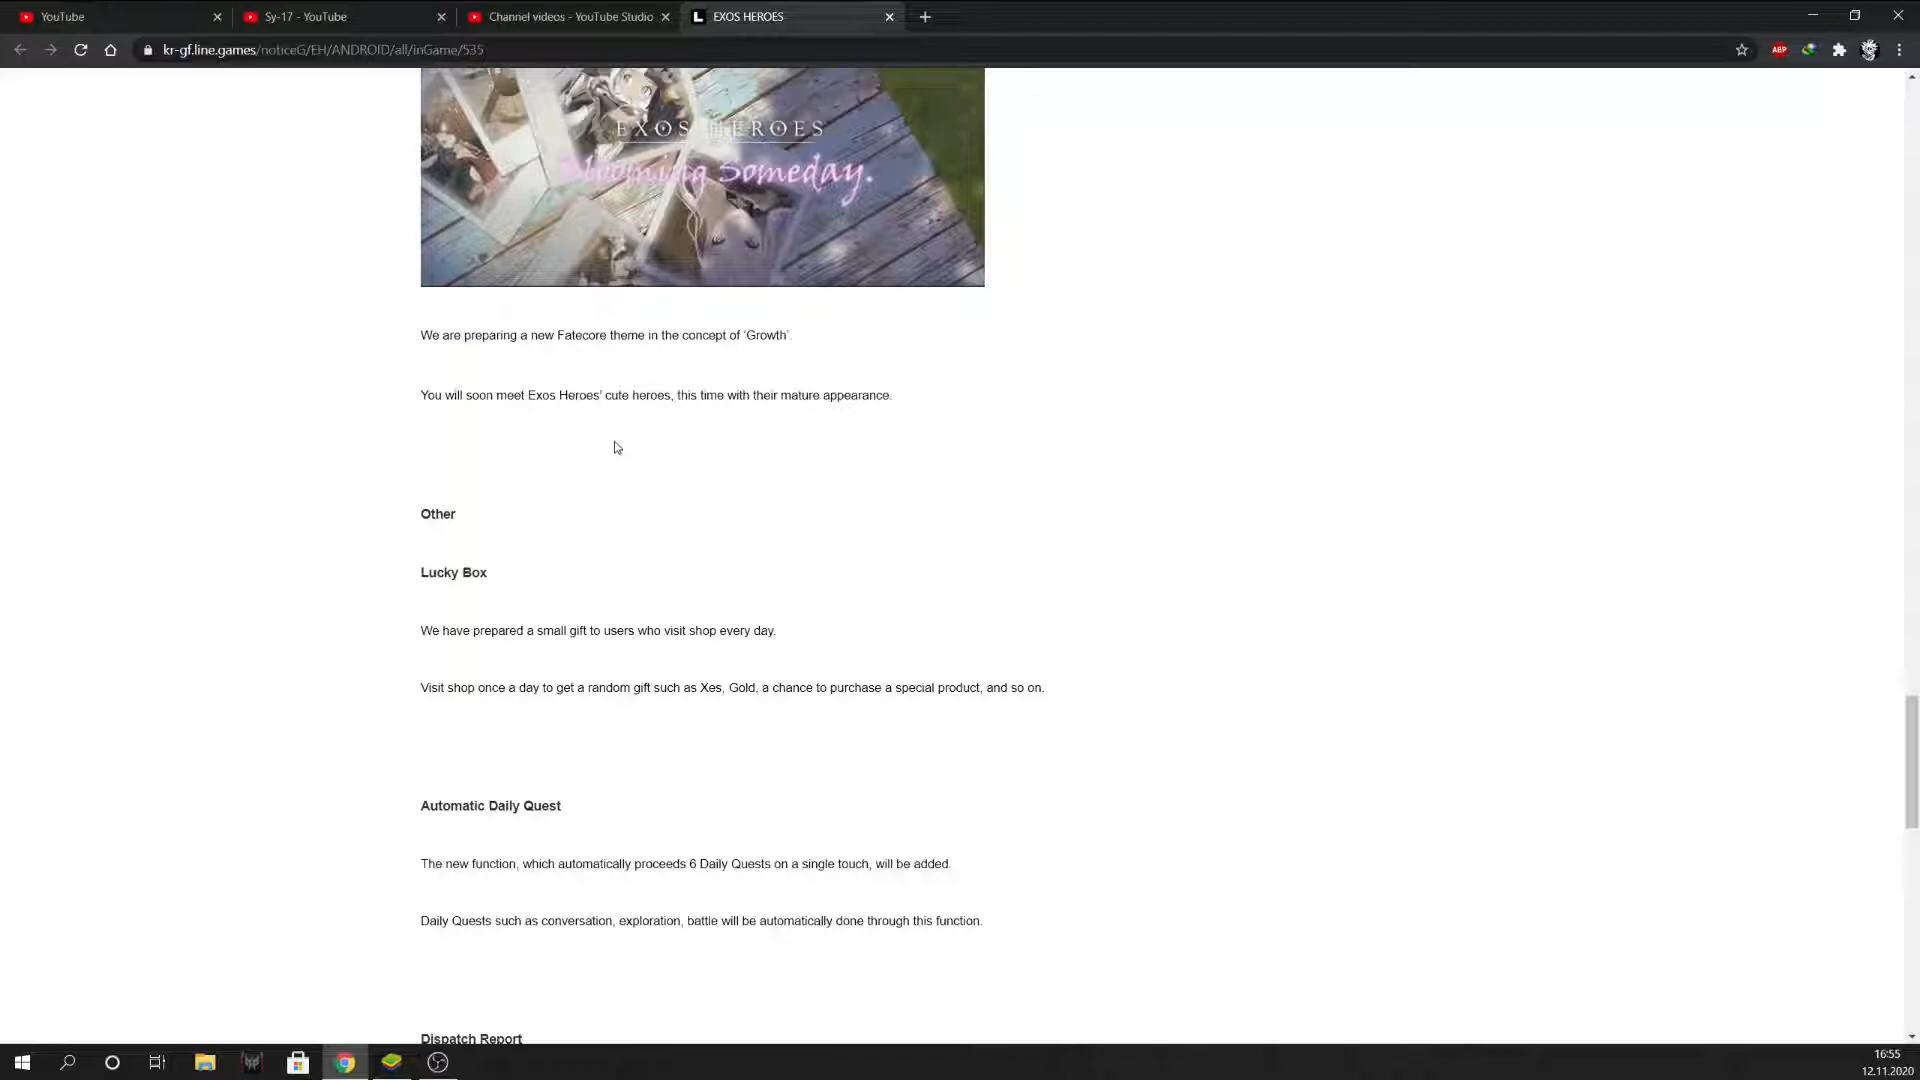 YouTube
Sy-17 - YouTube
Channel videos - YouTube Studio
EXOS HEROES
kr-gf.line.games/noticeG/EH/ANDROID/all/inGame/535
ABP
EXOS HEROES
Blooming Someday.
We are preparing a new Fatecore theme in the concept of ‘Growth’.
You will soon meet Exos Heroes’ cute heroes, this time with their mature appearance.
Other
Lucky Box
We have prepared a small gift to users who visit shop every day.
Visit shop once a day to get a random gift such as Xes, Gold, a chance to purchase a special product, and so on.
Automatic Daily Quest
The new function, which automatically proceeds 6 Daily Quests on a single touch, will be added.
Daily Quests such as conversation, exploration, battle will be automatically done through this function.
Dispatch Report
16:55
12.11.2020